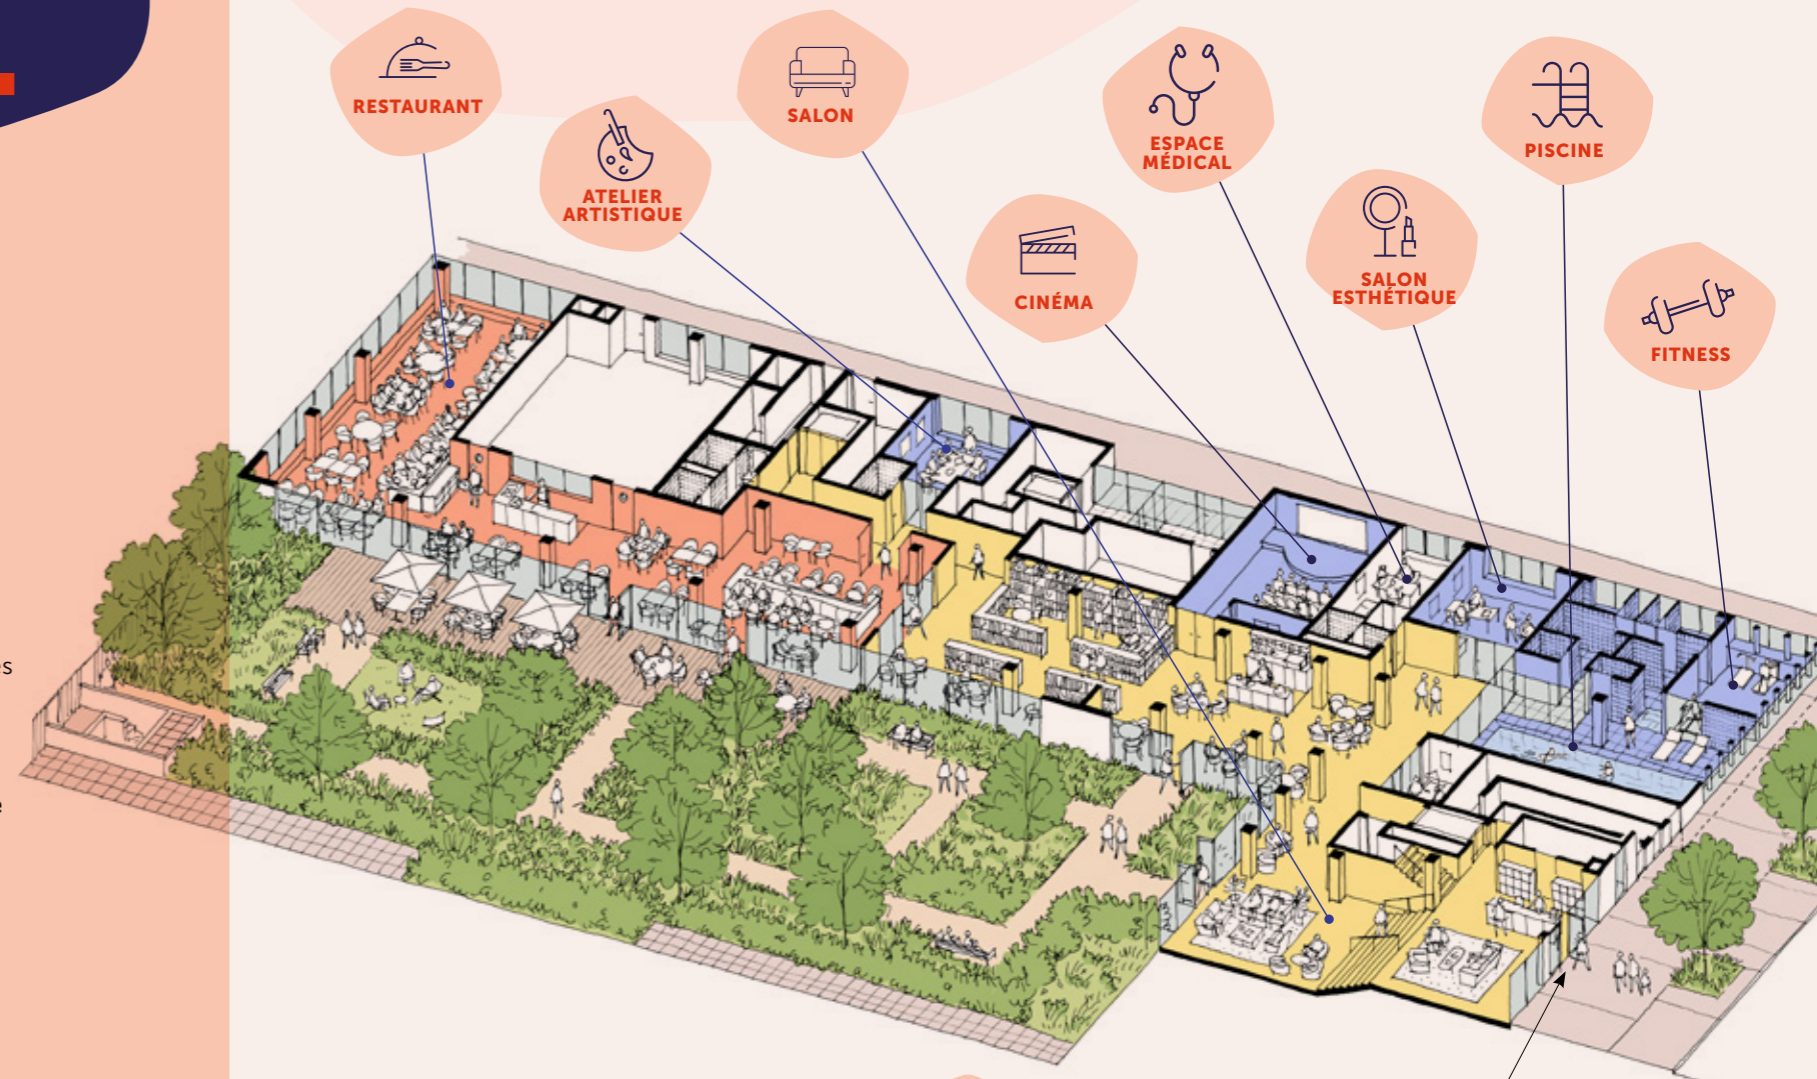 RESTAURANT
ATELIER
ARTISTIQUE
SALON
CINÉMA
ESPACE
MÉDICAL
SALON
ESTHÉTIQUE
PISCINE
FITNESS